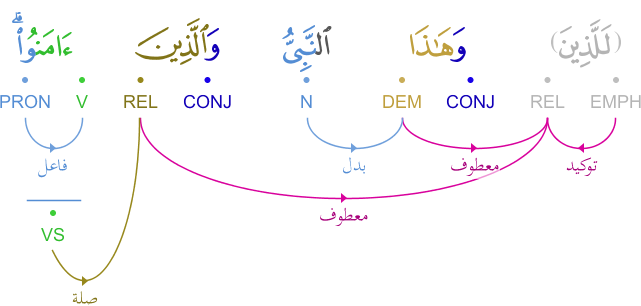 (لَلَّذِينَ) وَهَـٰذَا ٱلنَّبِىُّ وَٱلَّذِينَ ءَامَنُوا۟ ۗ
EMPH REL CONJ DEM N CONJ REL V PRON
توكيد معطوف بدل فاعل
معطوف
VS
صلة